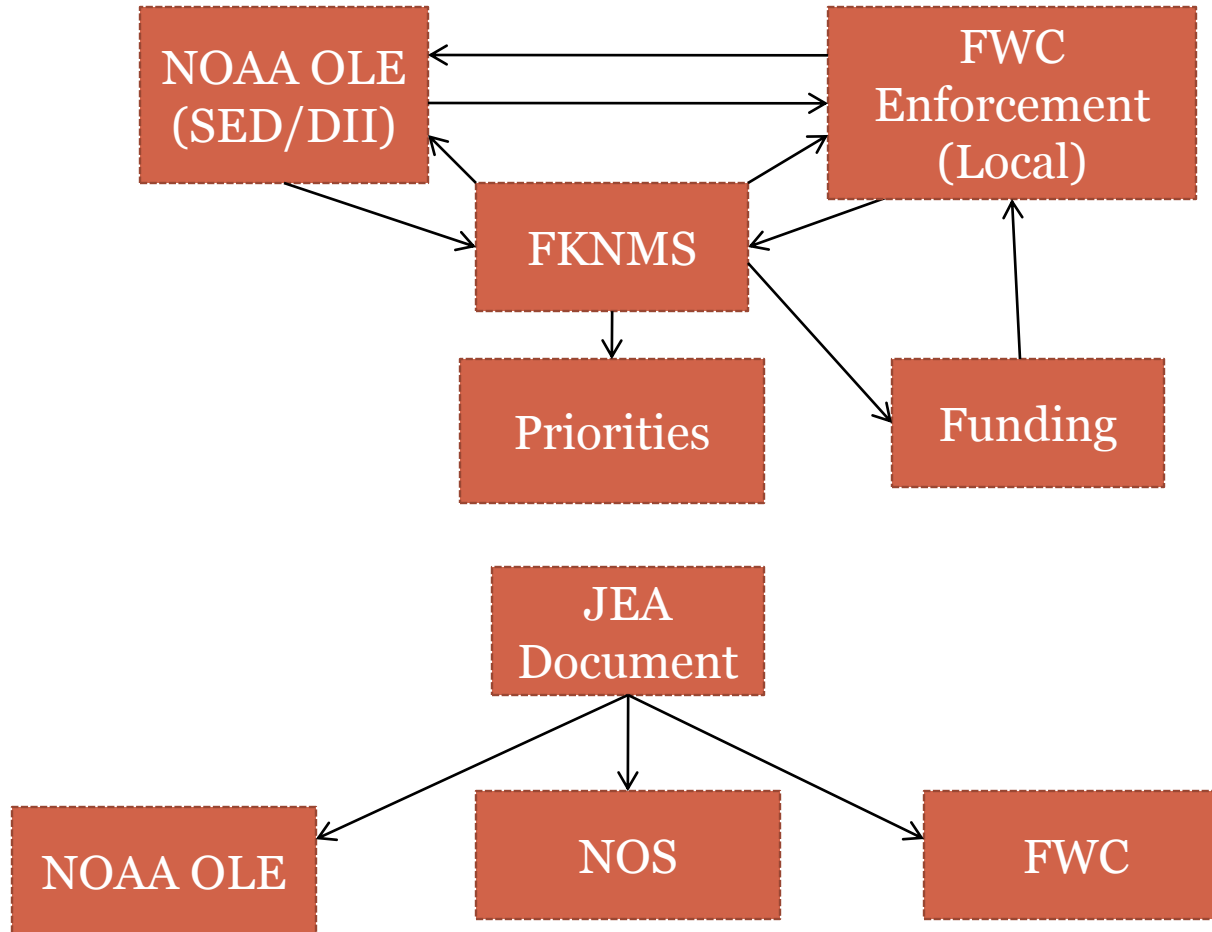 NOAA OLE
(SED/DII)
FWC
Enforcement
(Local)
FKNMS
Priorities
Funding
JEA
Document
NOAA OLE
NOS
FWC